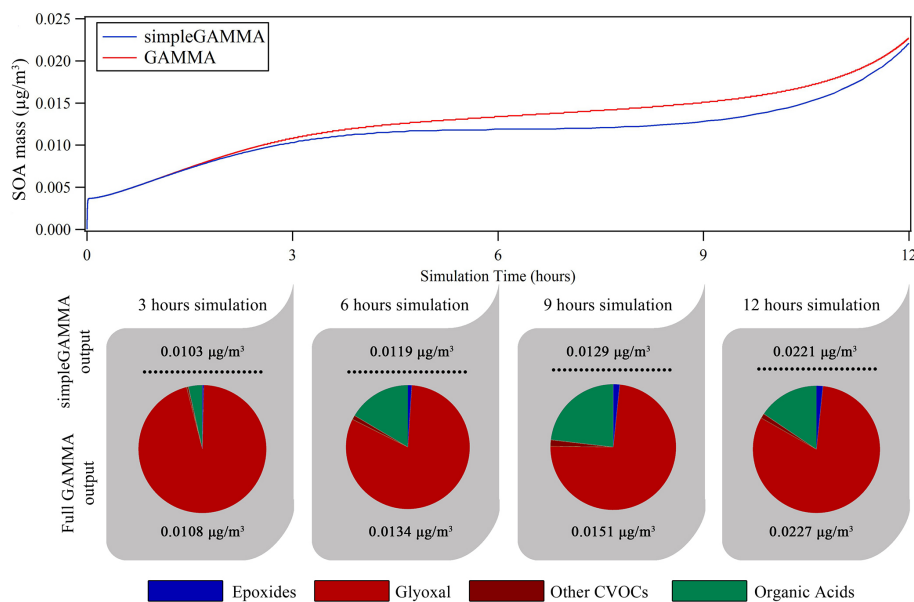 0.025
0.020
0.015
0.010
0.005
0.000
SOA mass (µg/m³)
simpleGAMMA
GAMMA
0 3 6 9 12
Simulation Time (hours)
simpleGAMMA
output
Full GAMMA
output
3 hours simulation
0.0103 µg/m³
0.0108 µg/m³
6 hours simulation
0.0119 µg/m³
0.0134 µg/m³
9 hours simulation
0.0129 µg/m³
0.0151 µg/m³
12 hours simulation
0.0221 µg/m³
0.0227 µg/m³
Epoxides Glyoxal Other CVOCs Organic Acids